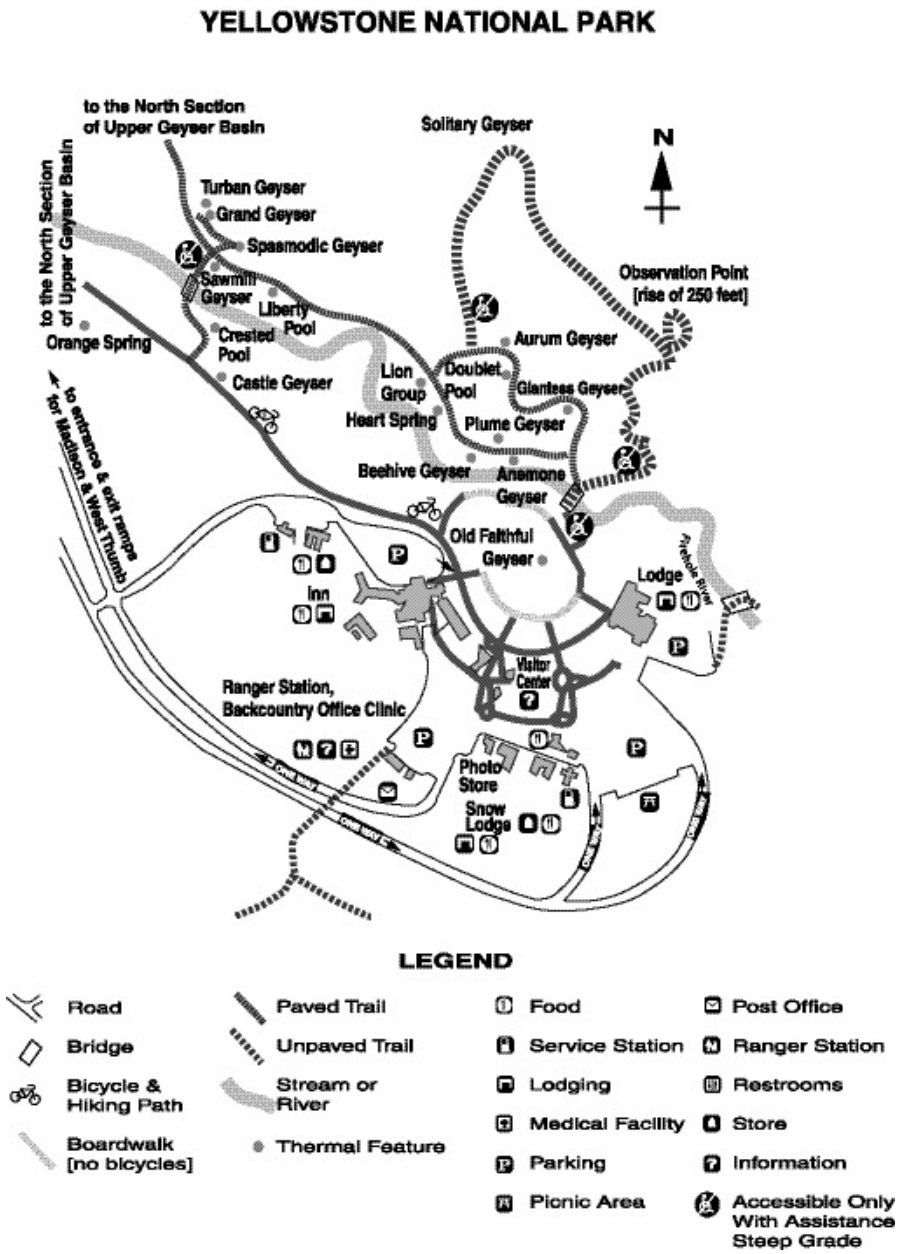 YELLOWSTONE NATIONAL PARK
to the North Section
of Upper Geyser Basin
Solitary Geyser
N
to the North Section
of Upper Geyser Basin
Turban Geyser
Grand Geyser
Spasmodic Geyser
Sawmill
Geyser
Liberty
Pool
Observation Point
[rise of 250 feet]
Orange Spring
Crested
Pool
Aurum Geyser
Castle Geyser
Lion
Group
Doublet
Pool
Giantess Geyser
Heart Spring
Plume Geyser
to entrance & exit ramps
for Madison & West Thumb
Beehive Geyser
Anemone
Geyser
Old Faithful
Geyser
Firehole River
Lodge
P
Inn
P
Visitor
Center
?
Ranger Station,
Backcountry Office Clinic
?
P
P
Photo
Store
Snow
Lodge
ONE WAY
ONE WAY
ONE WAY
ONE WAY
LEGEND
Road
Bridge
Bicycle &
Hiking Path
Boardwalk
[no bicycles]
Paved Trail
Unpaved Trail
Stream or
River
Thermal Feature
Food
Service Station
Lodging
Medical Facility
P Parking
Picnic Area
Post Office
Ranger Station
Restrooms
Store
? Information
Accessible Only
With Assistance
Steep Grade